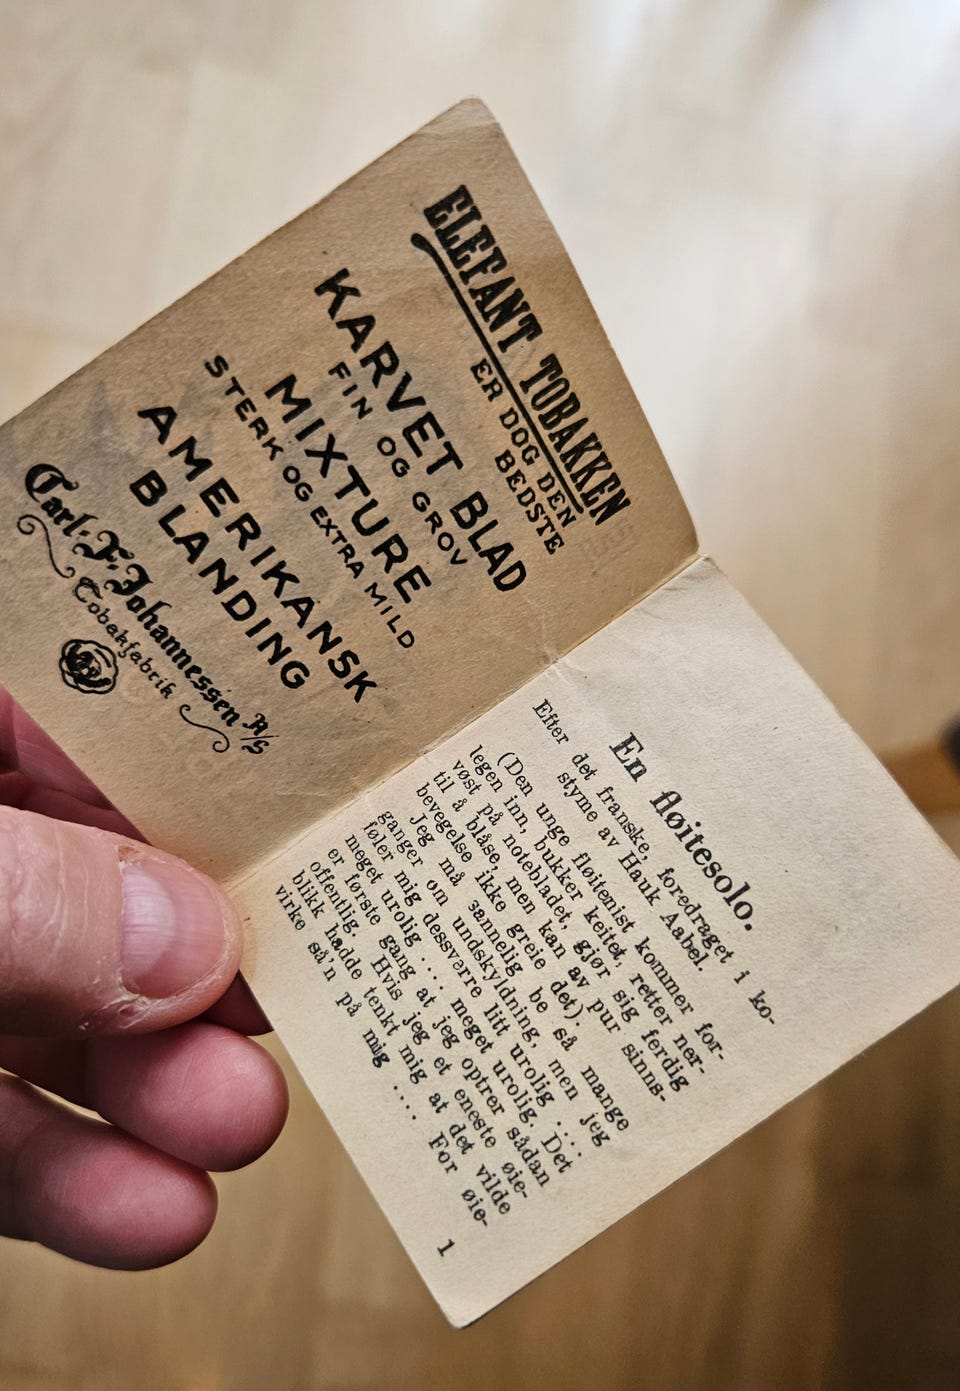 ELEFANT TOBAKKEN
ER DOG DEN
BEDSTE
KARVET BLAD
FIN OG GROV
MIXTURE
STERK OG EXTRA MILD
AMERIKANSK
BLANDING
Carl. F. Johannessen A/S
Tobakfabrik
En fløitesolo.
Efter det franske, foredraget i ko-
styme av Hauk Aabel.
(Den unge fløitenist kommer for-
legen inn, bukker keitet, retter ner-
vøst på notebladet, gjør sig ferdig
til å blåse, men kan av pur sinns-
bevegelse ikke greie det).
Jeg må sannelig be så mange
ganger om undskyldning, men jeg
føler mig dessverre litt urolig ....
meget urolig .... meget urolig. Det
er første gang at jeg optrer sådan
offentlig. Hvis jeg et eneste øie-
blikk hadde tenkt mig at det vilde
virke så'n på mig .... For øie-
1